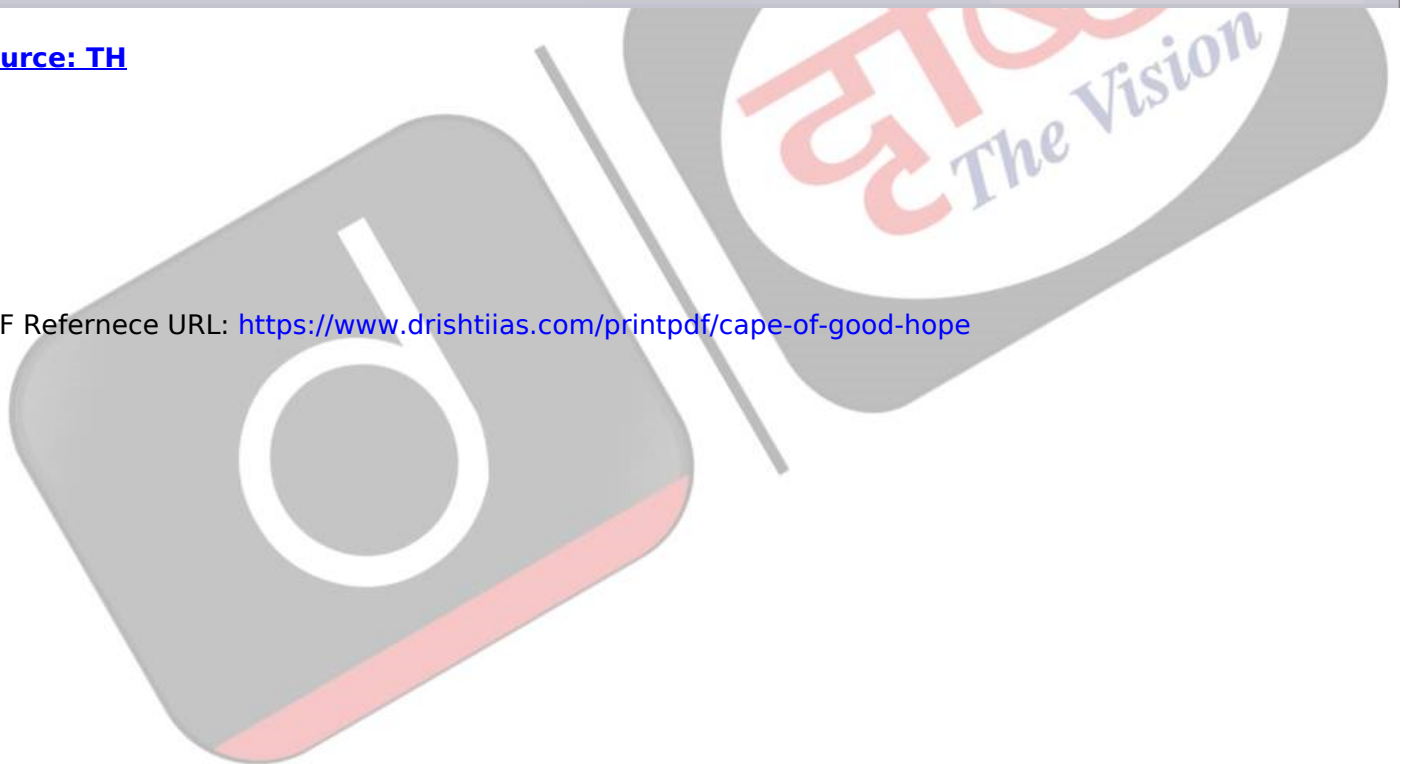 urce: TH
The Vision
F Refernece URL: https://www.drishtiias.com/printpdf/cape-of-good-hope